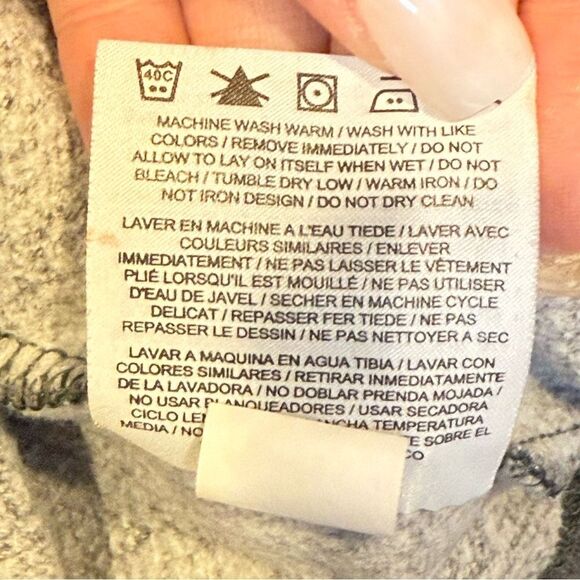 40C
MACHINE WASH WARM / WASH WITH LIKE
COLORS / REMOVE IMMEDIATELY / DO NOT
ALLOW TO LAY ON ITSELF WHEN WET / DO NOT
BLEACH / TUMBLE DRY LOW / WARM IRON / DO
NOT IRON DESIGN / DO NOT DRY CLEAN
LAVER EN MACHINE A L'EAU TIEDE / LAVER AVEC
COULEURS SIMILAIRES / ENLEVER
IMMEDIATEMENT / NE PAS LAISSER LE VÊTEMENT
PLIÉ LORSQU'IL EST MOUILLÉ / NE PAS UTILISER
D'EAU DE JAVEL / SECHER EN MACHINE CYCLE
DELICAT / REPASSER FER TIEDE / NE PAS
REPASSER LE DESSIN / NE PAS NETTOYER A SEC
LAVAR A MAQUINA EN AGUA TIBIA / LAVAR CON
COLORES SIMILARES / RETIRAR IMMEDIATAMENTE
DE LA LAVADORA / NO DOBLAR PRENDA MOJADA /
NO USAR BLANQUEADORES / USAR SECADORA
CICLO TEMPERATURA
MEDIA / NO SOBRE EL